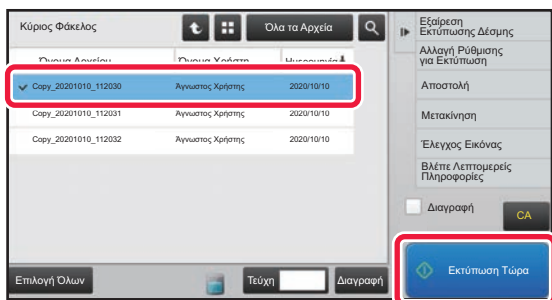 Κύριος Φάκελος
Όλα τα Αρχεία
Όνομα Αρχείου Όνομα Χρήστη Ημερομηνία
Copy_20201010_112030 Άγνωστος Χρήστης 2020/10/10
Copy_20201010_112031 Άγνωστος Χρήστης 2020/10/10
Copy_20201010_112032 Άγνωστος Χρήστης 2020/10/10
Επιλογή Όλων
Τεύχη
Διαγραφή
Εξαίρεση
Εκτύπωσης Δέσμης
Αλλαγή Ρύθμισης
για Εκτύπωση
Αποστολή
Μετακίνηση
Έλεγχος Εικόνας
Βλέπε Λεπτομερείς
Πληροφορίες
Διαγραφή
CA
Εκτύπωση Τώρα